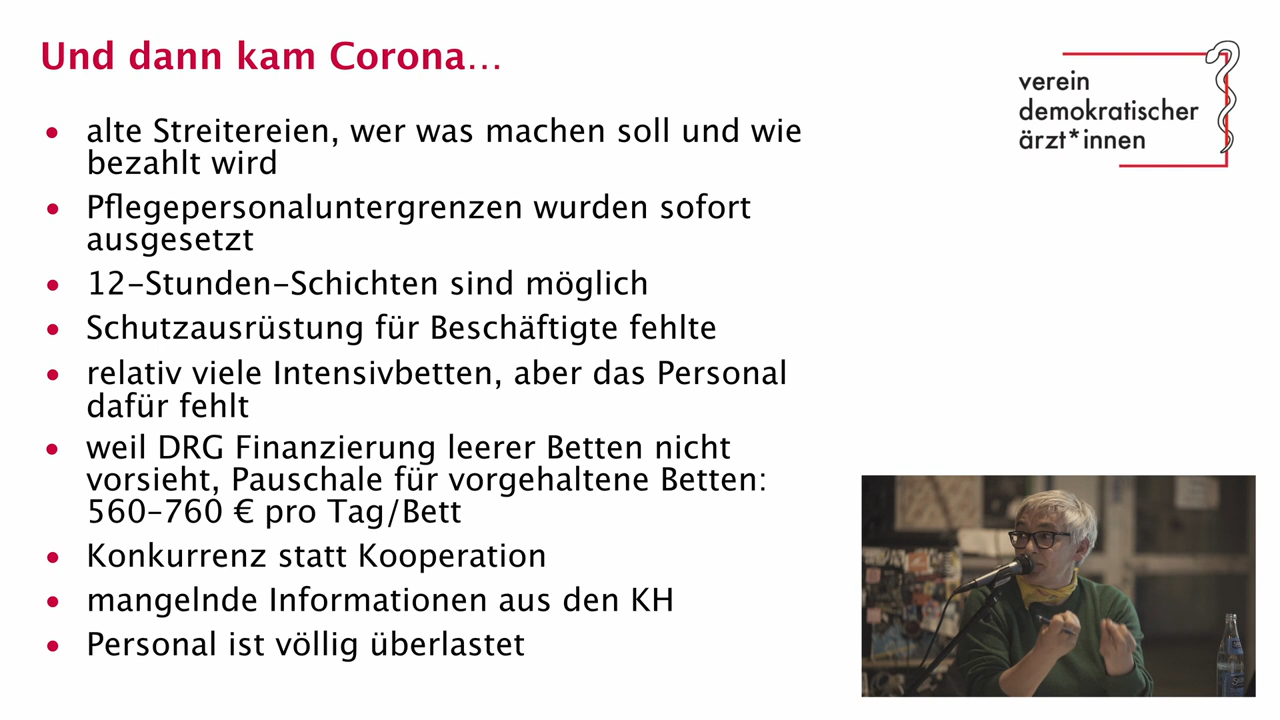 Und dann kam Corona…
verein
demokratischer
ärzt*innen
• alte Streitereien, wer was machen soll und wie
bezahlt wird
• Pflegepersonaluntergrenzen wurden sofort
ausgesetzt
• 12-Stunden-Schichten sind möglich
• Schutzausrüstung für Beschäftigte fehlte
• relativ viele Intensivbetten, aber das Personal
dafür fehlt
• weil DRG Finanzierung leerer Betten nicht
vorsieht, Pauschale für vorgehaltene Betten:
560-760 € pro Tag/Bett
• Konkurrenz statt Kooperation
• mangelnde Informationen aus den KH
• Personal ist völlig überlastet